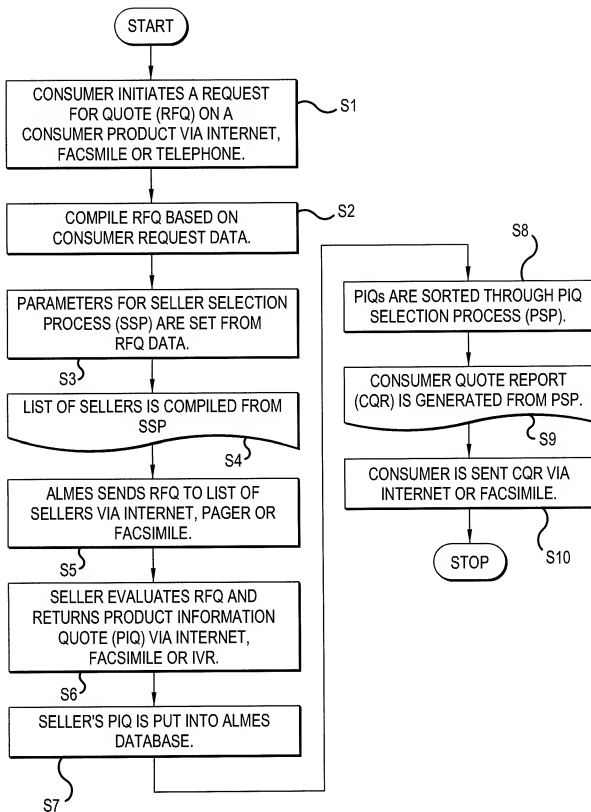 START
CONSUMER INITIATES A REQUEST
FOR QUOTE (RFQ) ON A
CONSUMER PRODUCT VIA INTERNET,
FACSMILE OR TELEPHONE.
S1
COMPILE RFQ BASED ON
CONSUMER REQUEST DATA.
S2
PARAMETERS FOR SELLER SELECTION
PROCESS (SSP) ARE SET FROM
RFQ DATA.
S3
LIST OF SELLERS IS COMPILED FROM
SSP
S4
ALMES SENDS RFQ TO LIST OF
SELLERS VIA INTERNET, PAGER OR
FACSIMILE.
S5
SELLER EVALUATES RFQ AND
RETURNS PRODUCT INFORMATION
QUOTE (PIQ) VIA INTERNET,
FACSIMILE OR IVR.
S6
SELLER'S PIQ IS PUT INTO ALMES
DATABASE.
S7
S8
PIQs ARE SORTED THROUGH PIQ
SELECTION PROCESS (PSP).
CONSUMER QUOTE REPORT
(CQR) IS GENERATED FROM PSP.
S9
CONSUMER IS SENT CQR VIA
INTERNET OR FACSIMILE.
S10
STOP